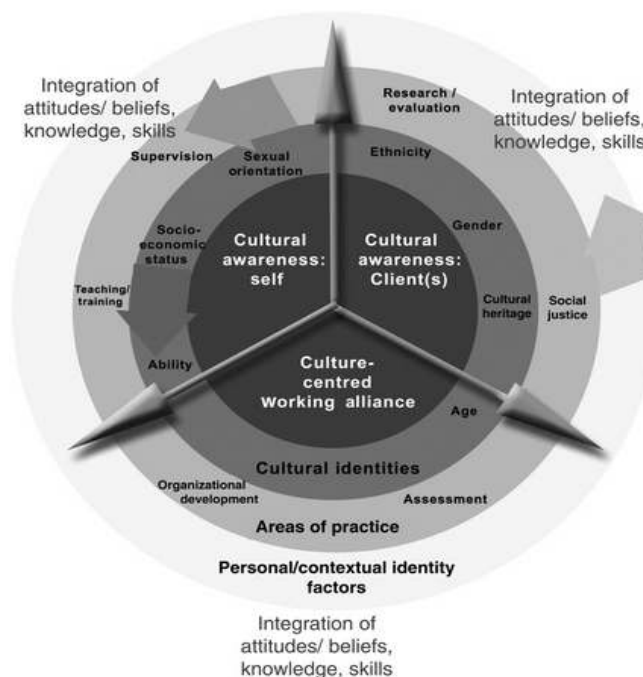 Integration of
attitudes/ beliefs,
knowledge, skills
Integration of
attitudes/ beliefs,
knowledge, skills
Research /
evaluation
Supervision
Sexual
orientation
Ethnicity
Socio-
economic
status
Gender
Cultural
awareness:
self
Cultural
awareness:
Client(s)
Teaching/
training
Cultural
heritage
Social
justice
Ability
Culture-
centred
working alliance
Age
Cultural identities
Organizational
development
Assessment
Areas of practice
Personal/contextual identity
factors
Integration of
attitudes/ beliefs,
knowledge, skills